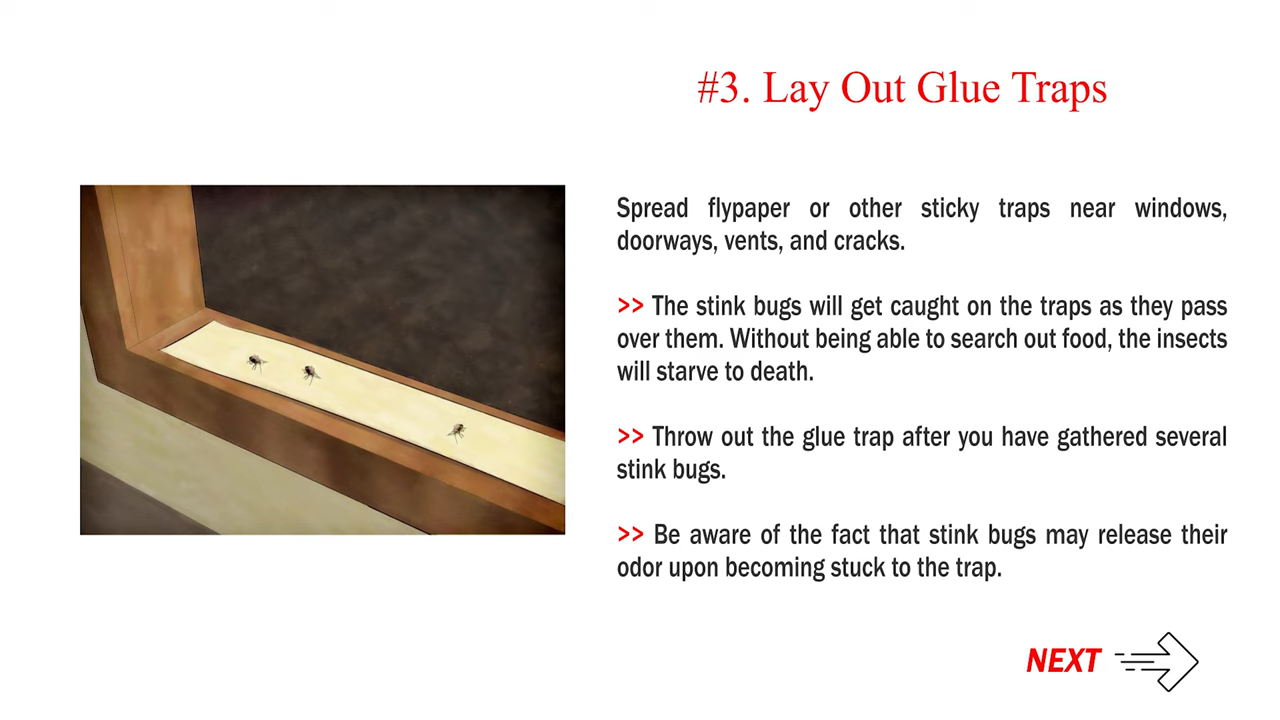 #3. Lay Out Glue Traps
Spread flypaper or other sticky traps near windows,
doorways, vents, and cracks.
>> The stink bugs will get caught on the traps as they pass
over them. Without being able to search out food, the insects
will starve to death.
>> Throw out the glue trap after you have gathered several
stink bugs.
>> Be aware of the fact that stink bugs may release their
odor upon becoming stuck to the trap.
NEXT